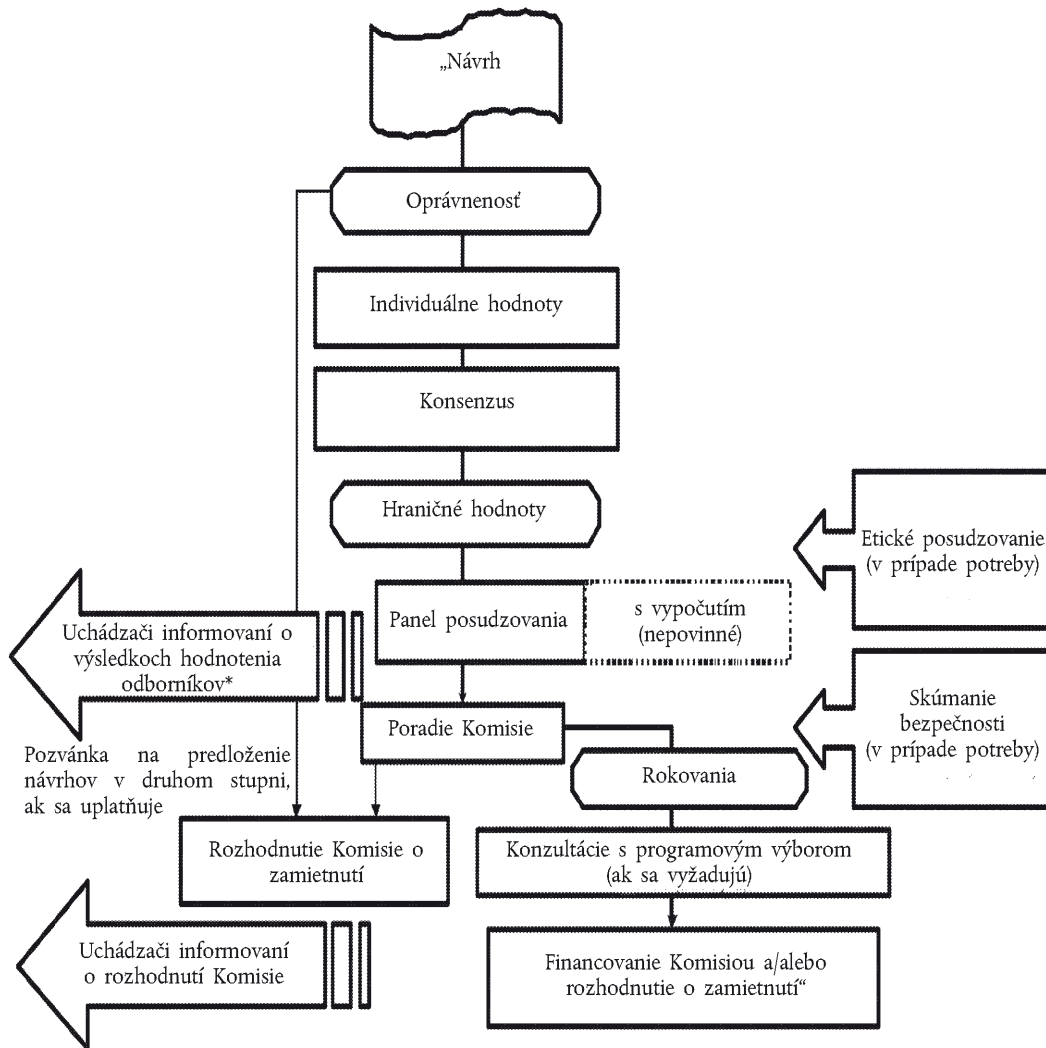 „Návrh
Oprávnenosť
Individuálne hodnoty
Konsenzus
Hraničné hodnoty
Etické posudzovanie
(v prípade potreby)
Panel posudzovania
s vypočutím
(nepovinné)
Uchádzači informovaní o
výsledkoch hodnotenia
odborníkov*
Skúmanie
bezpečnosti
(v prípade potreby)
Poradie Komisie
Pozvánka na predloženie
návrhov v druhom stupni,
ak sa uplatňuje
Rokovania
Rozhodnutie Komisie o
zamietnutí
Konzultácie s programovým výborom
(ak sa vyžadujú)
Uchádzači informovaní
o rozhodnutí Komisie
Financovanie Komisiou a/alebo
rozhodnutie o zamietnutí“